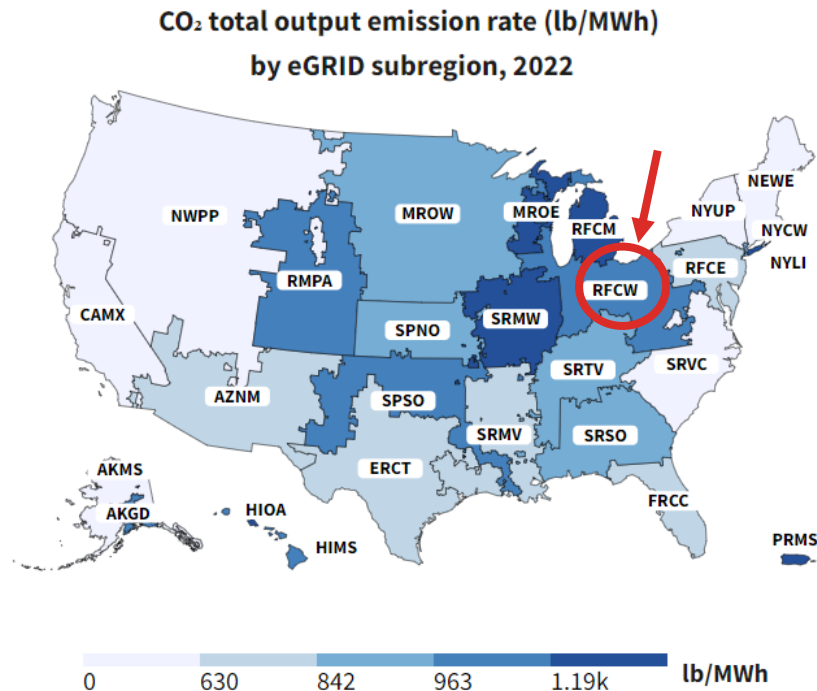 CO₂ total output emission rate (lb/MWh)
by eGRID subregion, 2022
NEWE
NWPP
MROW
MROE
NYUP
RFCM
NYCW
NYLI
RFCE
RMPA
RFCW
CAMX
SPNO
SRMW
SRTV
SRVC
AZNM
SPSO
SRMV
SRSO
ERCT
AKMS
FRCC
AKGD
HIOA
HIMS
PRMS
0 630 842 963 1.19k lb/MWh